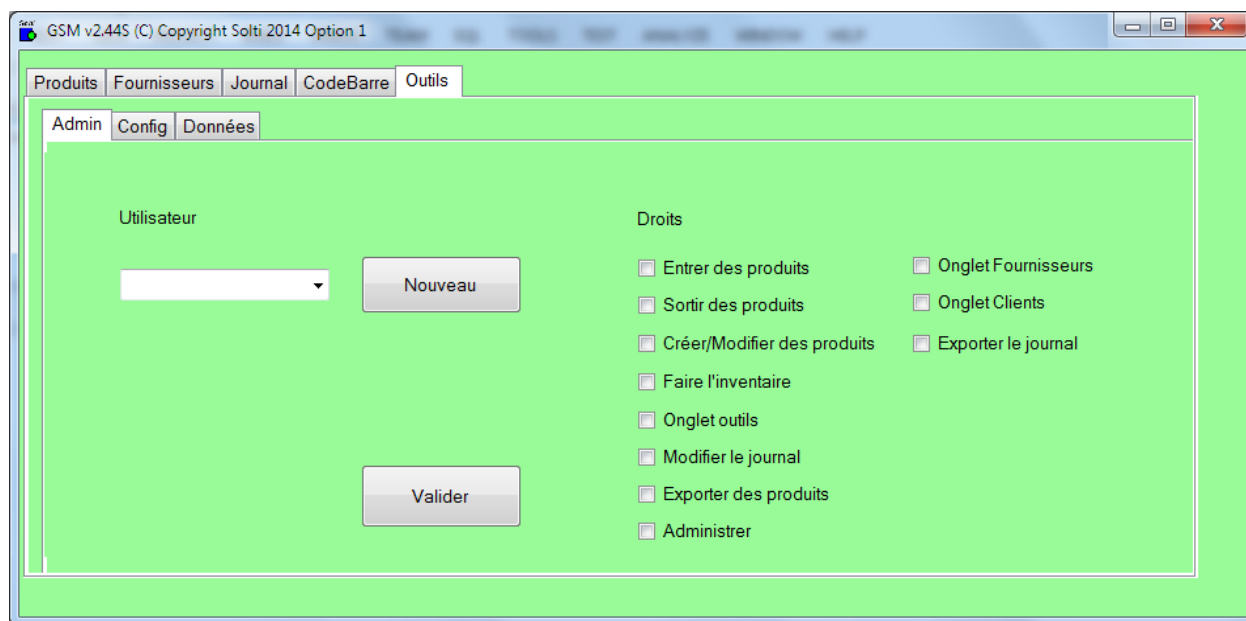 GSM v2.44S (C) Copyright Solti 2014 Option 1
Produits Fournisseurs Journal CodeBarre Outils
Admin Config Données
Utilisateur
Nouveau
Valider
Droits
Entrer des produits
Sortir des produits
Créer/Modifier des produits
Faire l'inventaire
Onglet outils
Modifier le journal
Exporter des produits
Administrer
Onglet Fournisseurs
Onglet Clients
Exporter le journal